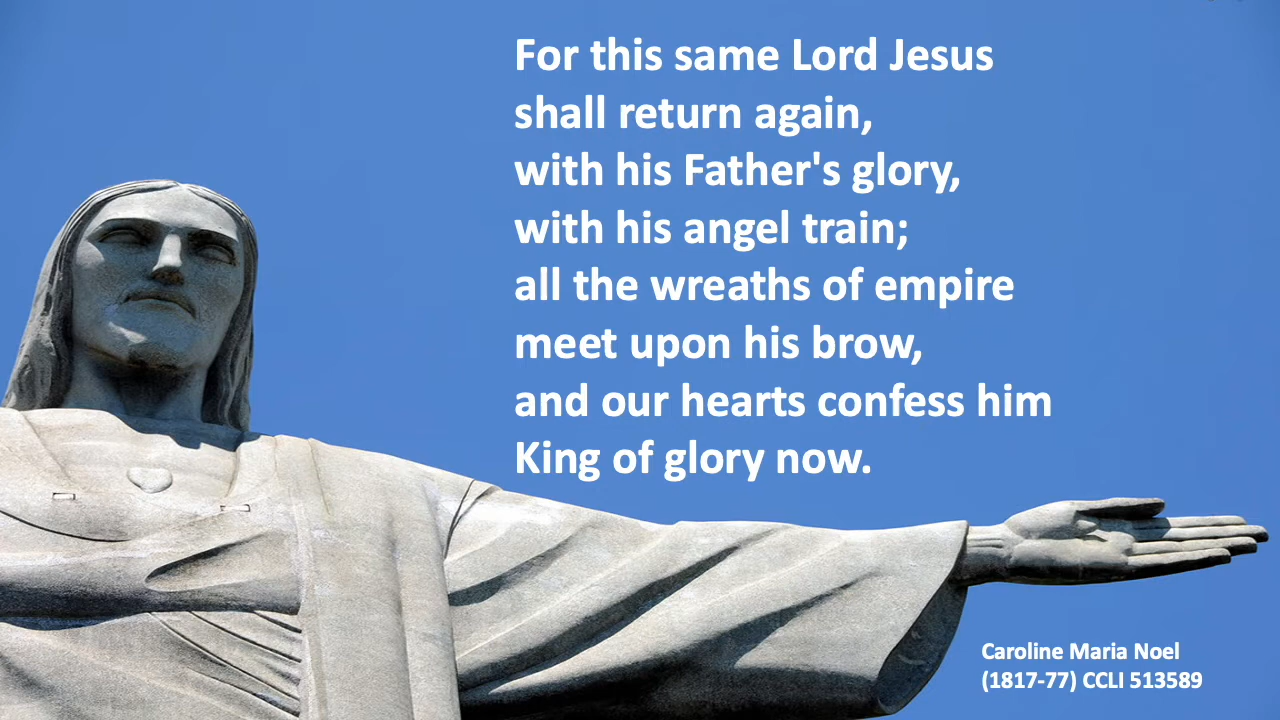 For this same Lord Jesus
shall return again,
with his Father's glory,
with his angel train;
all the wreaths of empire
meet upon his brow,
and our hearts confess him
King of glory now.
Caroline Maria Noel
(1817-77) CCLI 513589